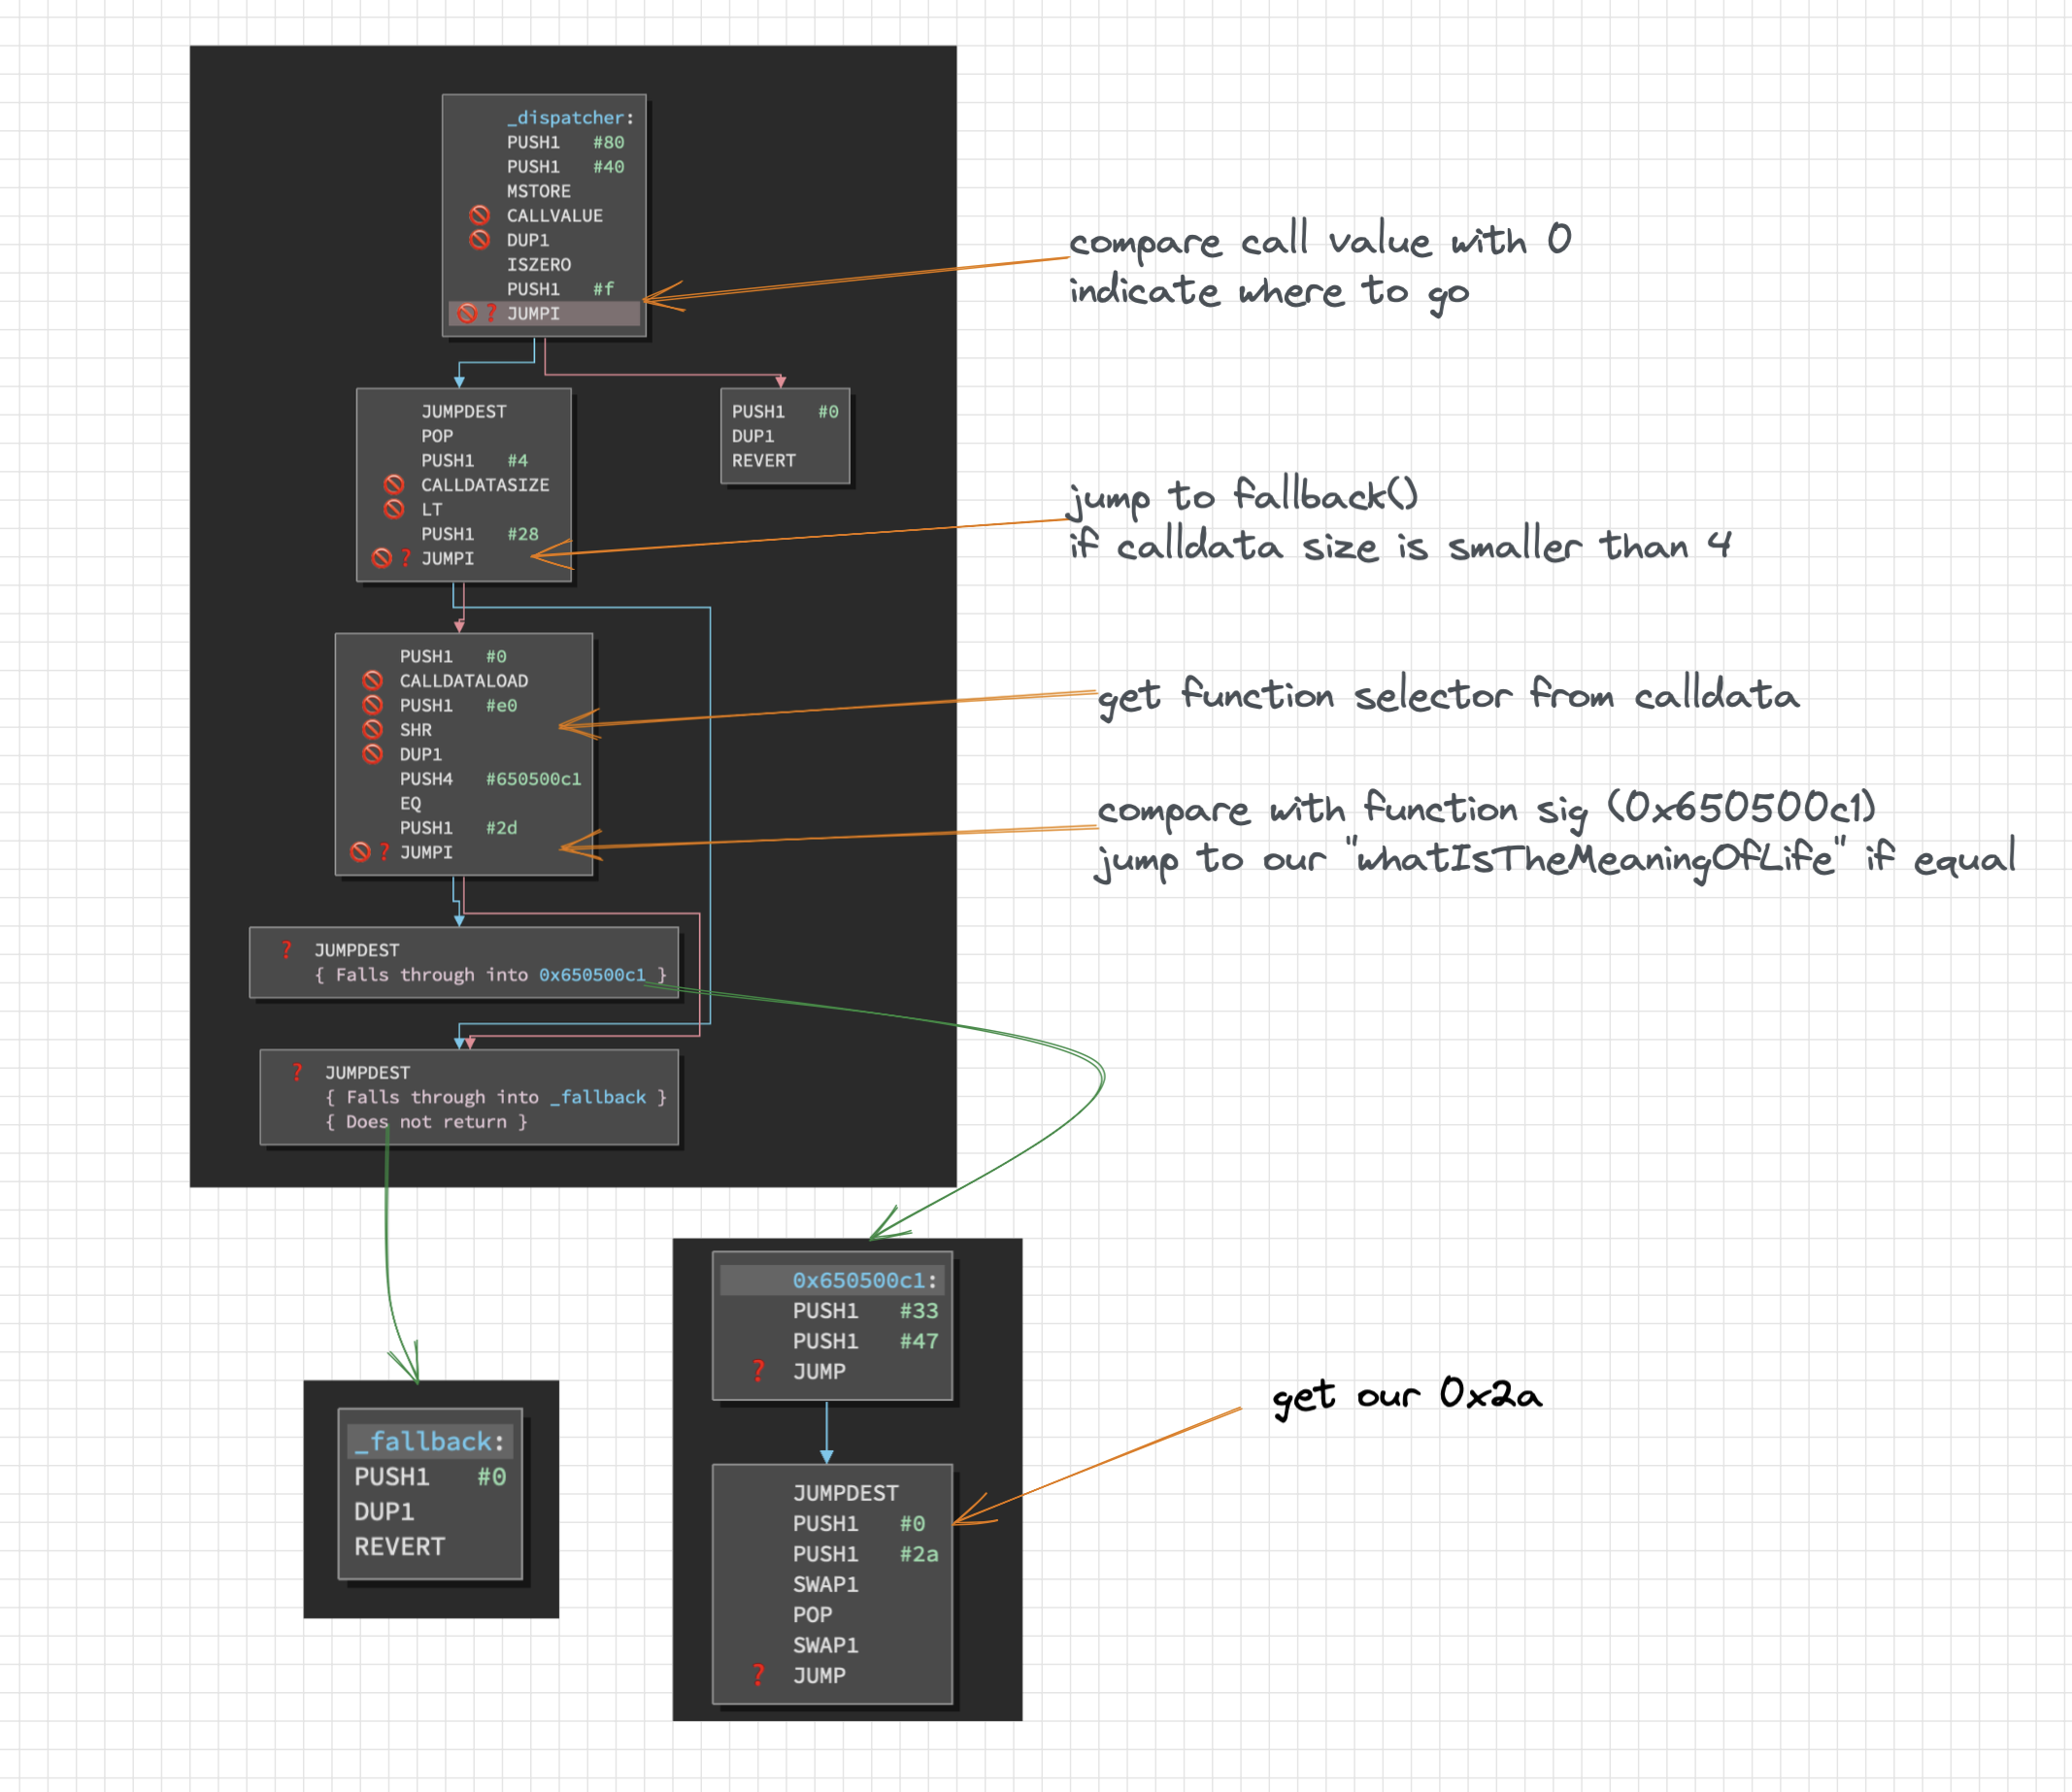 _dispatcher:
PUSH1 #80
PUSH1 #40
MSTORE
CALLVALUE
DUP1
ISZERO
PUSH1 #f
JUMPI
compare call value with 0
indicate where to go
JUMPDEST
POP
PUSH1 #4
CALLDATASIZE
LT
PUSH1 #28
JUMPI
PUSH1 #0
DUP1
REVERT
jump to fallback()
if calldata size is smaller than 4
PUSH1 #0
CALLDATALOAD
PUSH1 #e0
SHR
DUP1
PUSH4 #650500c1
EQ
PUSH1 #2d
JUMPI
get function selector from calldata
compare with function sig (0x650500c1)
jump to our "whatIsTheMeaningOfLife" if equal
JUMPDEST
{ Falls through into 0x650500c1 }
JUMPDEST
{ Falls through into _fallback }
{ Does not return }
_fallback:
PUSH1 #0
DUP1
REVERT
0x650500c1:
PUSH1 #33
PUSH1 #47
JUMP
JUMPDEST
PUSH1 #0
PUSH1 #2a
SWAP1
POP
SWAP1
JUMP
get our 0x2a